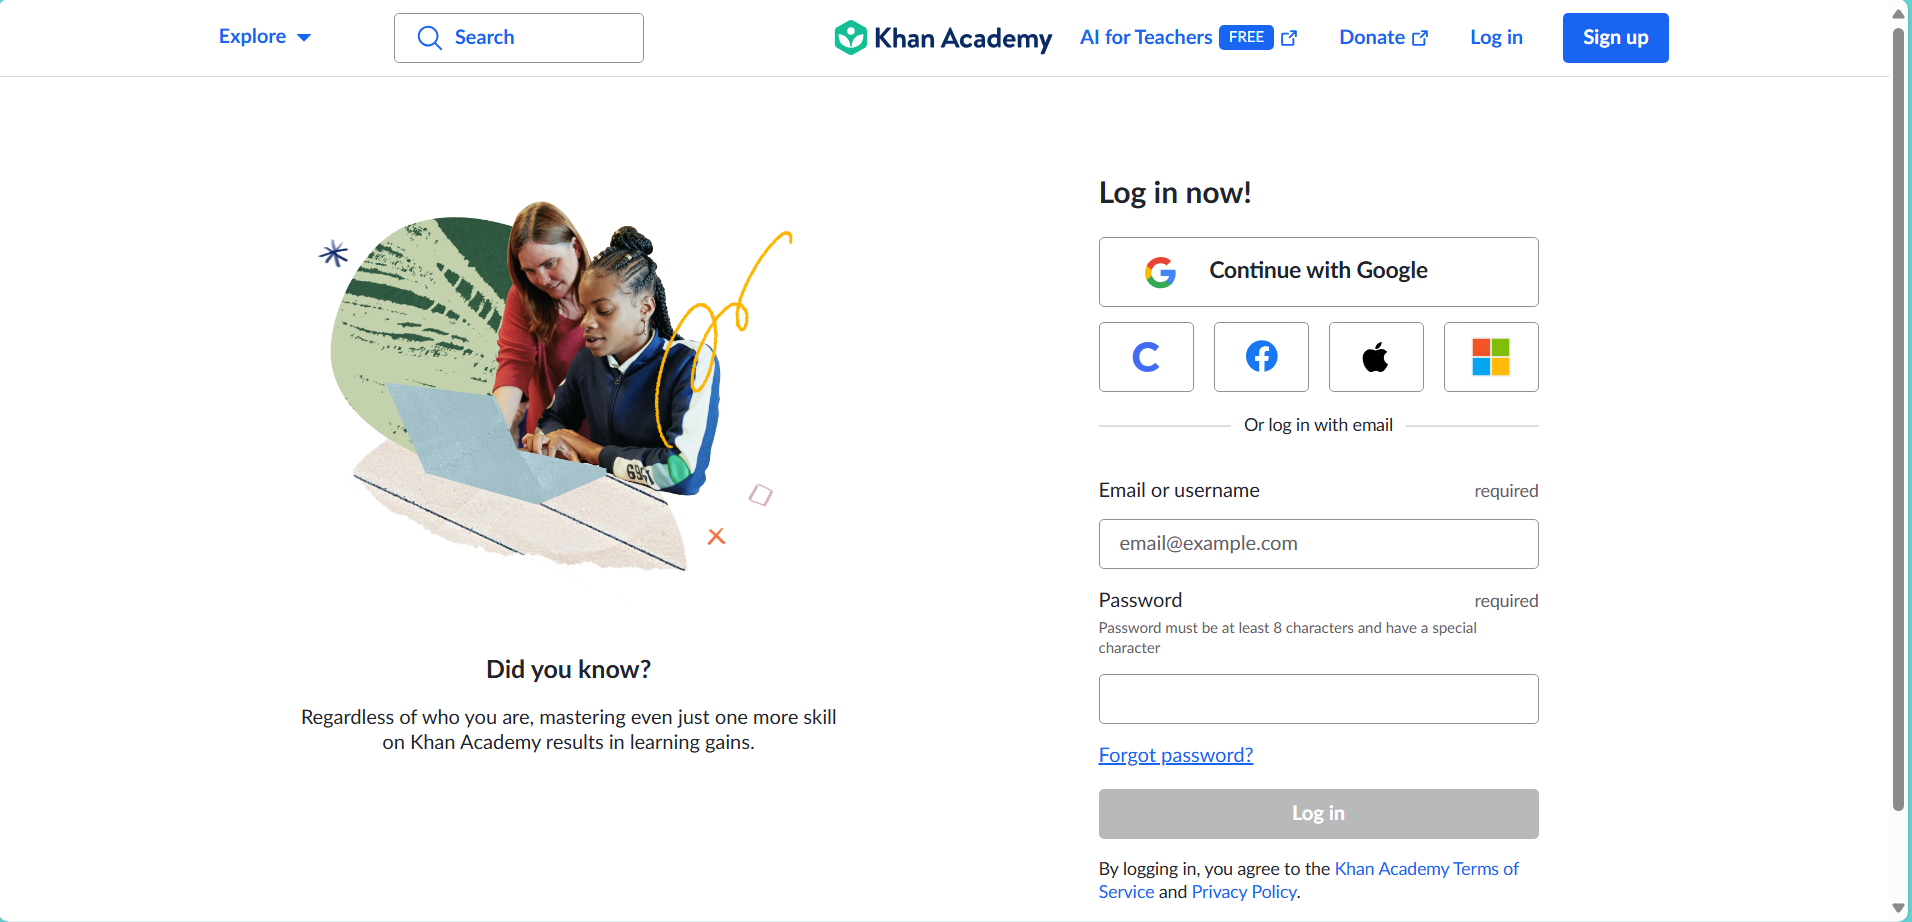 Explore
Search
Khan Academy
AI for Teachers FREE
Donate
Log in
Sign up
Log in now!
Continue with Google
Or log in with email
Email or username required
email@example.com
Password required
Password must be at least 8 characters and have a special
character
Forgot password?
Log in
By logging in, you agree to the Khan Academy Terms of
Service and Privacy Policy.
Did you know?
Regardless of who you are, mastering even just one more skill
on Khan Academy results in learning gains.